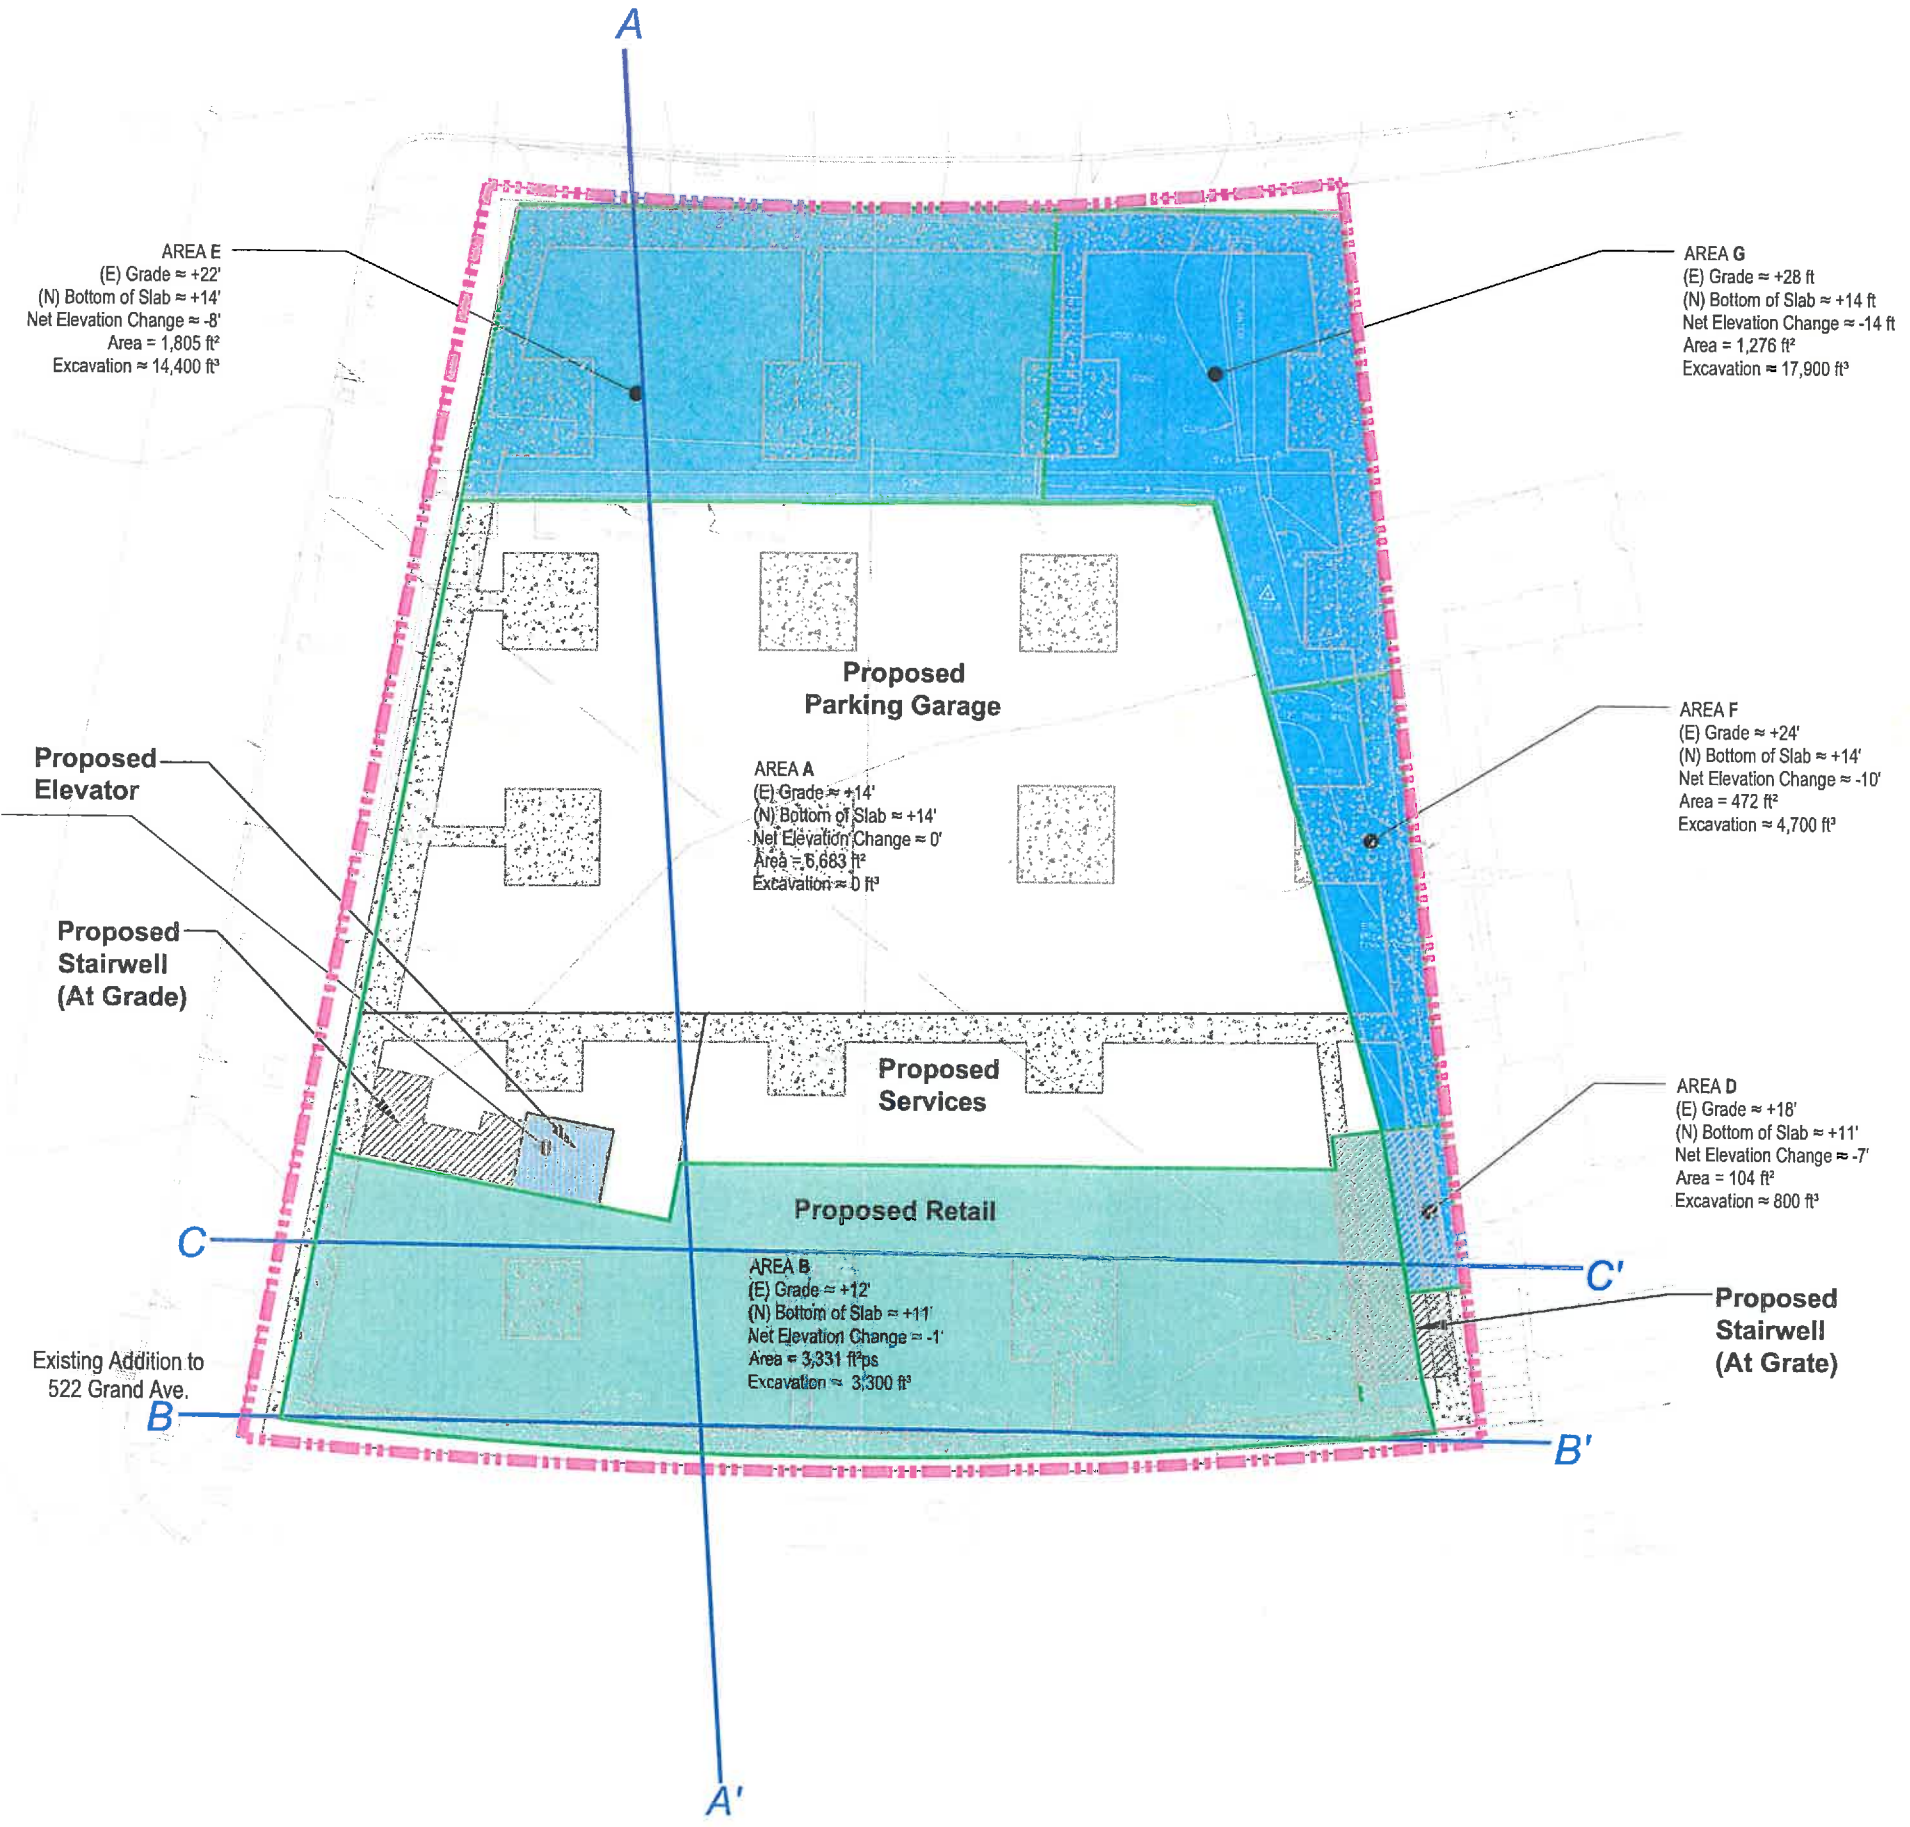 A
AREA E
(E) Grade ≈ +22'
(N) Bottom of Slab ≈ +14'
Net Elevation Change ≈ -8'
Area = 1,805 ft²
Excavation ≈ 14,400 ft³
AREA G
(E) Grade ≈ +28 ft
(N) Bottom of Slab ≈ +14 ft
Net Elevation Change ≈ -14 ft
Area = 1,276 ft²
Excavation ≈ 17,900 ft³
Proposed
Parking Garage
AREA F
(E) Grade ≈ +24'
(N) Bottom of Slab ≈ +14'
Net Elevation Change ≈ -10'
Area = 472 ft²
Excavation ≈ 4,700 ft³
Proposed
Elevator
AREA A
(E) Grade ≈ +14'
(N) Bottom of Slab ≈ +14'
Net Elevation Change ≈ 0'
Area = 6,683 ft²
Excavation ≈ 0 ft³
Proposed
Stairwell
(At Grade)
Proposed
Services
AREA D
(E) Grade ≈ +18'
(N) Bottom of Slab ≈ +11'
Net Elevation Change ≈ -7'
Area = 104 ft²
Excavation ≈ 800 ft³
Proposed Retail
C
C'
AREA B
(E) Grade ≈ +12'
(N) Bottom of Slab ≈ +11'
Net Elevation Change ≈ -1'
Area = 3,331 ft²ps
Excavation ≈ 3,300 ft³
Proposed
Stairwell
(At Grate)
Existing Addition to
522 Grand Ave.
B
B'
A'